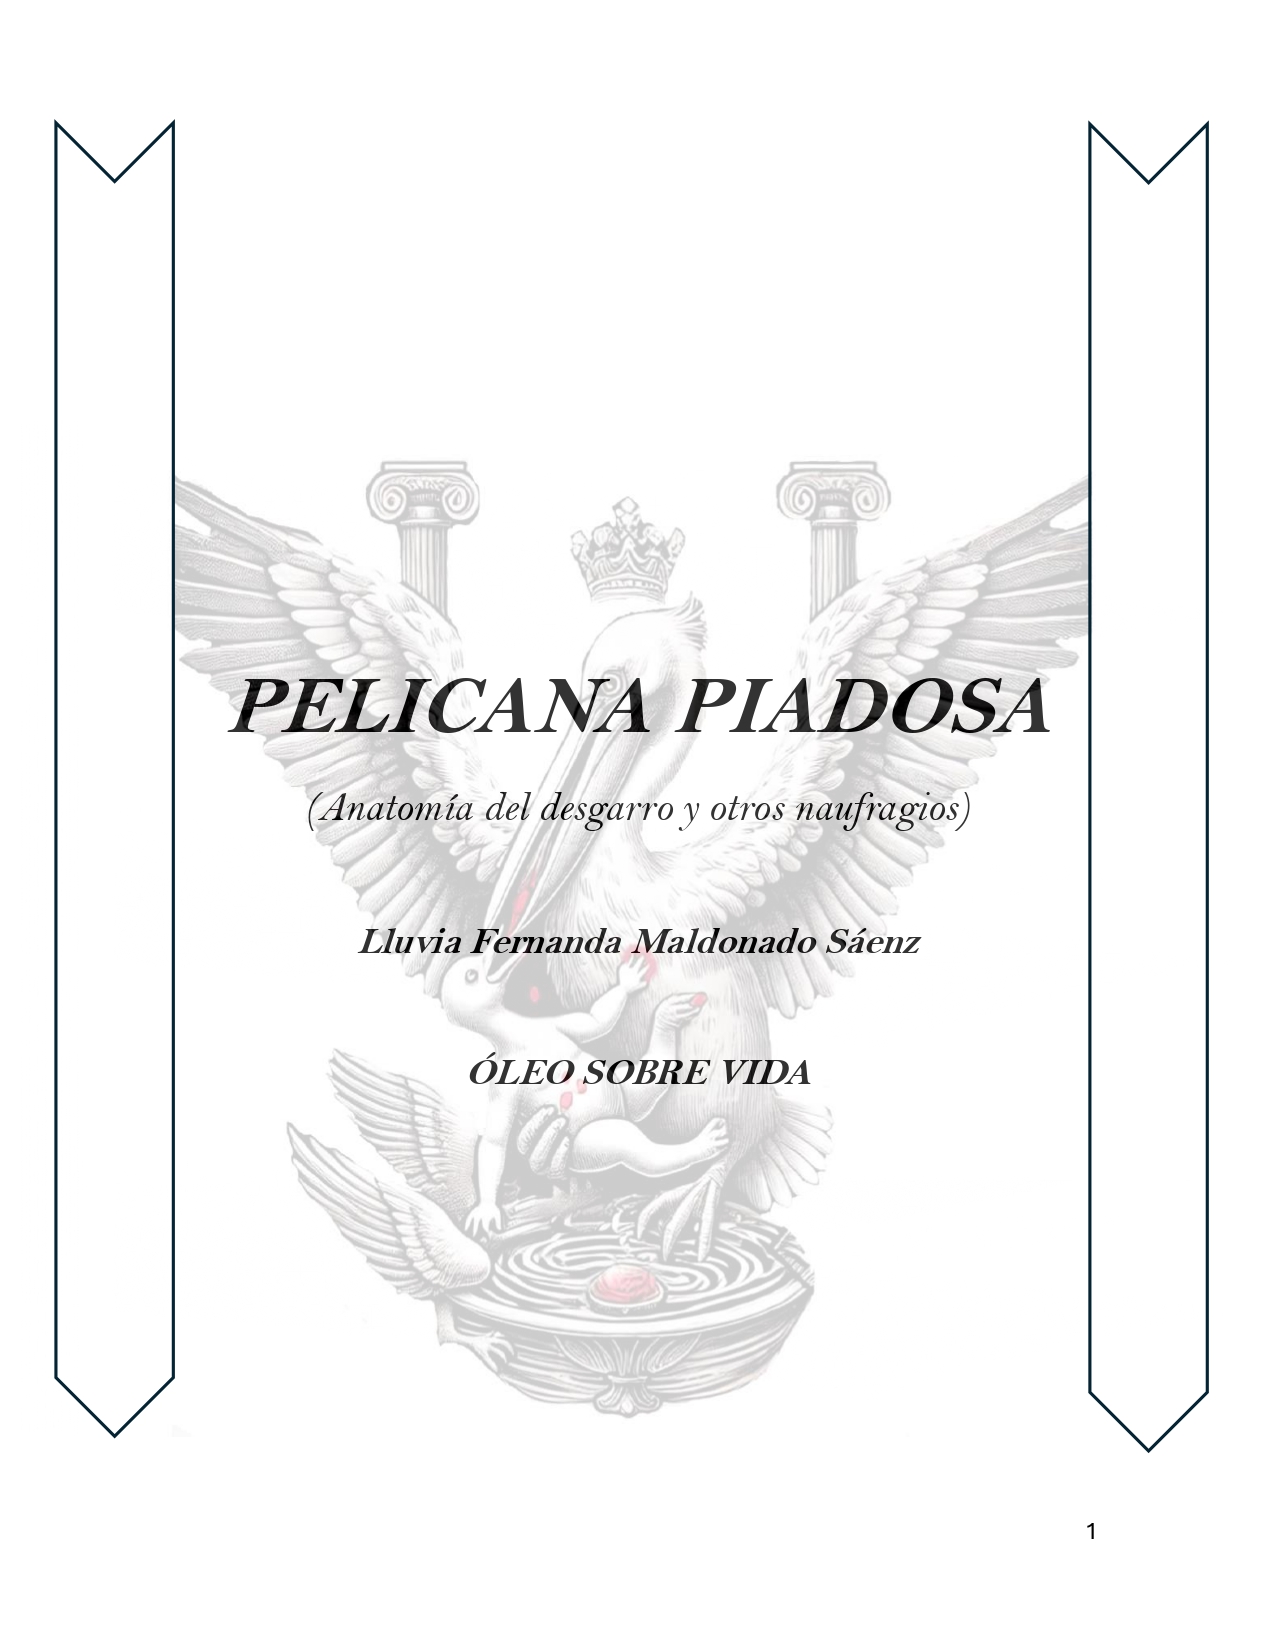 PELICANA PIADOSA
(Anatomía del desgarro y otros naufragios)
Lluvia Fernanda Maldonado Sáenz
ÓLEO SOBRE VIDA
1